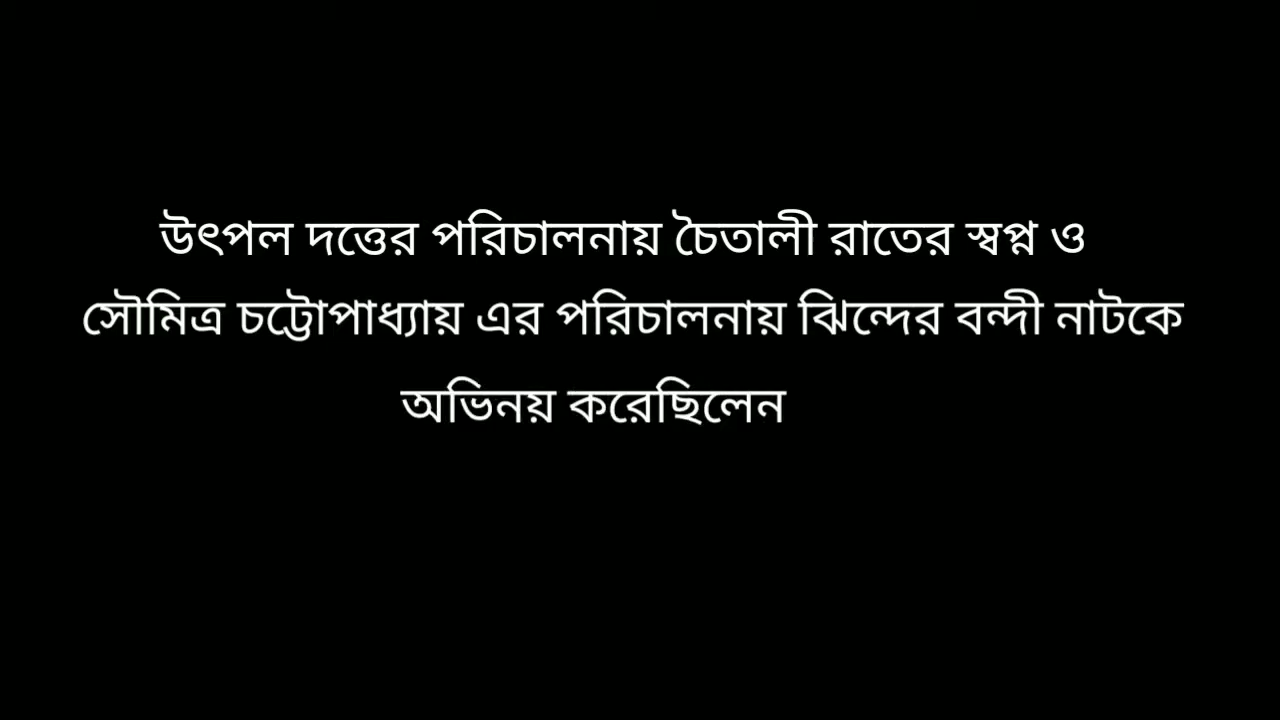 উৎপল দত্তের পরিচালনায় চৈতালী রাতের স্বপ্ন ও
সৌমিত্র চট্টোপাধ্যায় এর পরিচালনায় ঝিন্দের বন্দী নাটকে
অভিনয় করেছিলেন